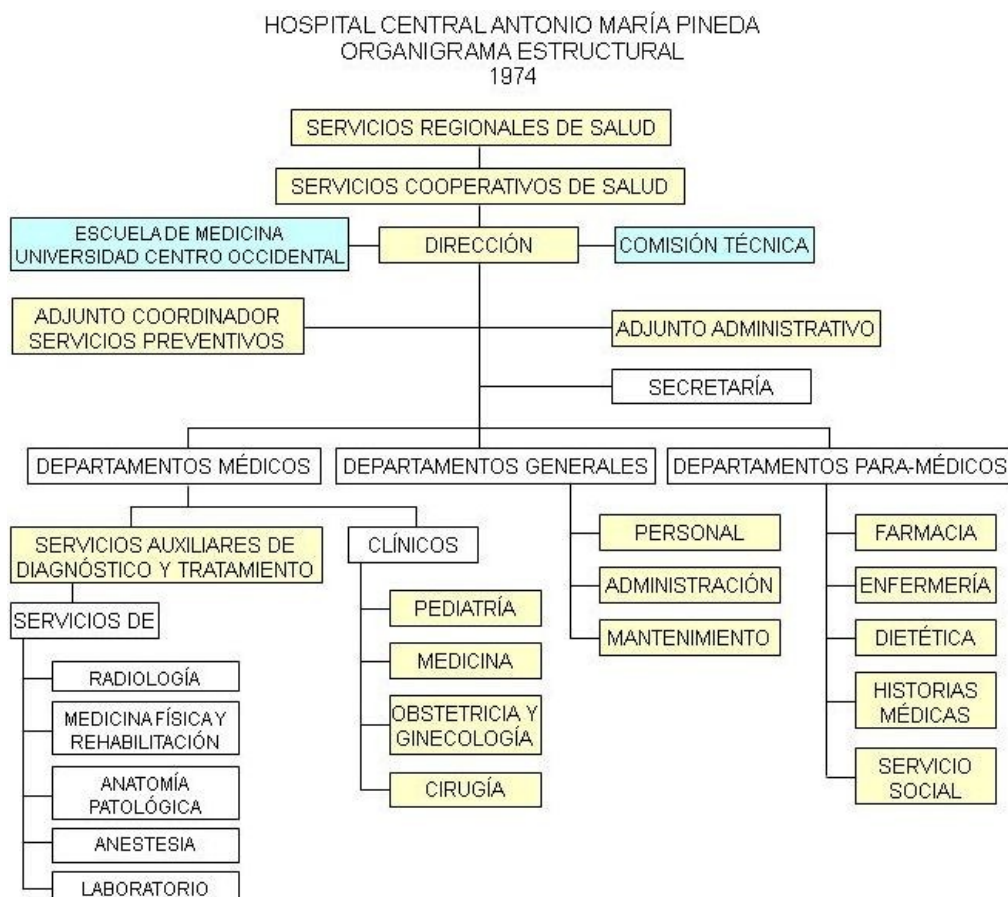 HOSPITAL CENTRAL ANTONIO MARÍA PINEDA
ORGANIGRAMA ESTRUCTURAL
1974
SERVICIOS REGIONALES DE SALUD
SERVICIOS COOPERATIVOS DE SALUD
ESCUELA DE MEDICINA
UNIVERSIDAD CENTRO OCCIDENTAL
DIRECCIÓN
COMISIÓN TÉCNICA
ADJUNTO COORDINADOR
SERVICIOS PREVENTIVOS
ADJUNTO ADMINISTRATIVO
SECRETARÍA
DEPARTAMENTOS MÉDICOS
DEPARTAMENTOS GENERALES
DEPARTAMENTOS PARA-MÉDICOS
SERVICIOS AUXILIARES DE
DIAGNÓSTICO Y TRATAMIENTO
SERVICIOS DE
RADIOLOGÍA
MEDICINA FÍSICA Y
REHABILITACIÓN
ANATOMÍA
PATOLÓGICA
ANESTESIA
LABORATORIO
CLÍNICOS
PEDIATRÍA
MEDICINA
OBSTETRICIA Y
GINECOLOGÍA
CIRUGÍA
PERSONAL
ADMINISTRACIÓN
MANTENIMIENTO
FARMACIA
ENFERMERÍA
DIETÉTICA
HISTORIAS
MÉDICAS
SERVICIO
SOCIAL